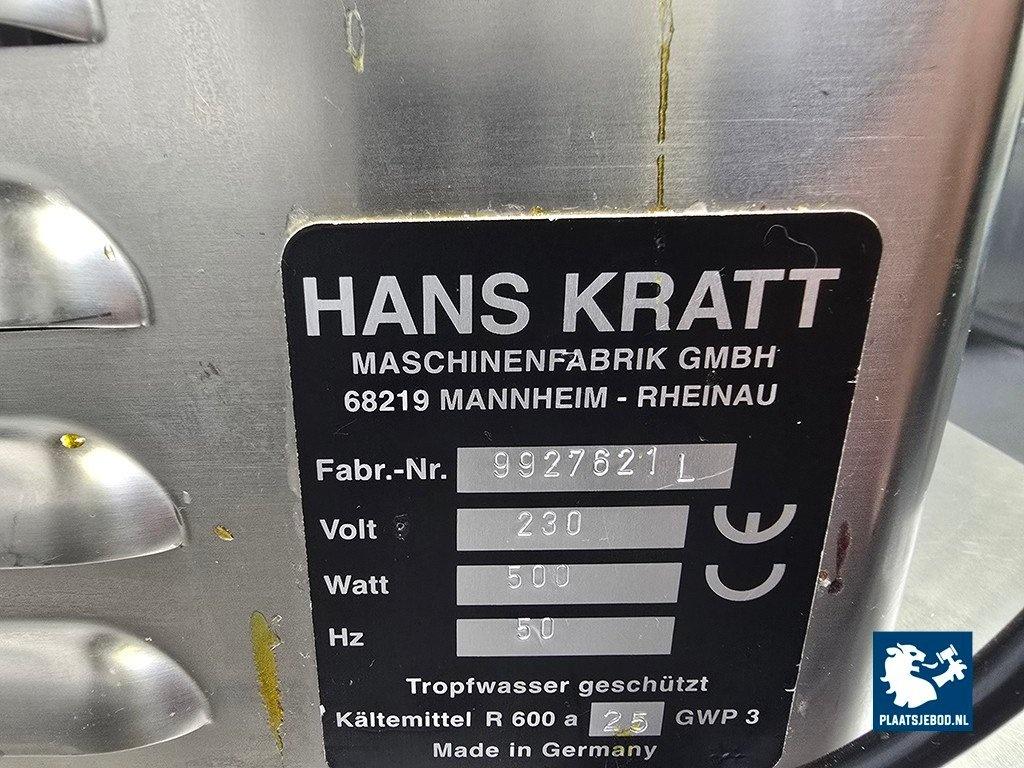 HANS KRATT
MASCHINENFABRIK GMBH
68219 MANNHEIM - RHEINAU
Fabr.-Nr. 9927621 L
Volt 230 CE
Watt 500
Hz 50
Tropfwasser geschützt
Kältemittel R 600 a 25 GWP 3
Made in Germany
PLAATSJEBOD.NL